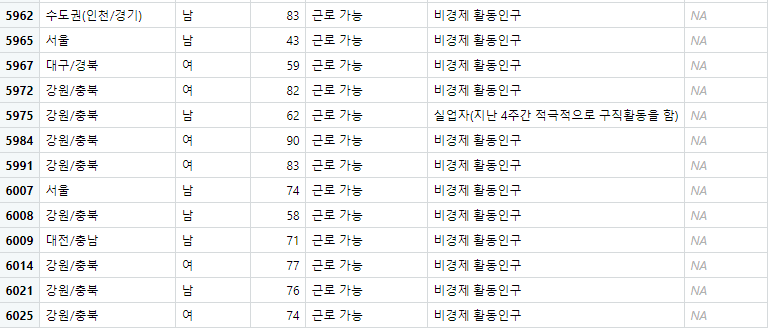 5962 수도권(인천/경기) 남 83 근로 가능 비경제 활동인구 NA
5965 서울 남 43 근로 가능 비경제 활동인구 NA
5967 대구/경북 여 59 근로 가능 비경제 활동인구 NA
5972 강원/충북 여 82 근로 가능 비경제 활동인구 NA
5975 강원/충북 남 62 근로 가능 실업자(지난 4주간 적극적으로 구직활동을 함) NA
5984 강원/충북 여 90 근로 가능 비경제 활동인구 NA
5991 강원/충북 여 83 근로 가능 비경제 활동인구 NA
6007 서울 남 74 근로 가능 비경제 활동인구 NA
6008 강원/충북 남 58 근로 가능 비경제 활동인구 NA
6009 대전/충남 남 71 근로 가능 비경제 활동인구 NA
6014 강원/충북 여 77 근로 가능 비경제 활동인구 NA
6021 강원/충북 남 76 근로 가능 비경제 활동인구 NA
6025 강원/충북 여 74 근로 가능 비경제 활동인구 NA